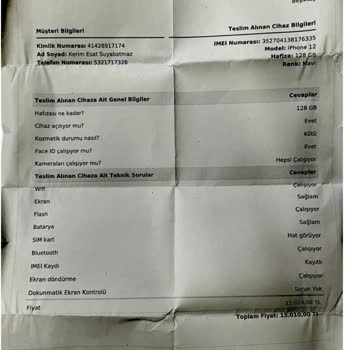 Beşiktaş
Müşteri Bilgileri
Teslim Alınan Cihaz Bilgileri
Kimlik Numarası: 41428917174
IMEI Numarası: 352704138176335
Ad Soyad: Kerim Esat Suyabatmaz
Model: iPhone 12
Telefon Numarası: 5321717328
Hafıza: 128 GB
Renk: Mavi
Teslim Alınan Cihaza Ait Genel Bilgiler Cevaplar
Hafızası ne kadar? 128 GB
Cihaz açılıyor mu? Evet
Kozmetik durumu nasıl? Kötü
Face ID çalışıyor mu? Evet
Kameraları çalışıyor mu? Hepsi Çalışıyor
Teslim Alınan Cihaza Ait Teknik Sorular Cevaplar
Wifi Çalışıyor
Ekran Sağlam
Flash Çalışıyor
Batarya Sağlam
SIM kart Hat görüyor
Bluetooth Çalışıyor
IMEI Kaydı Kayıtlı
Ekran döndürme Çalışıyor
Dokunmatik Ekran Kontrolü Sorun Yok
Fiyat 15.010,00 TL
Toplam Fiyat: 15.010,00 TL